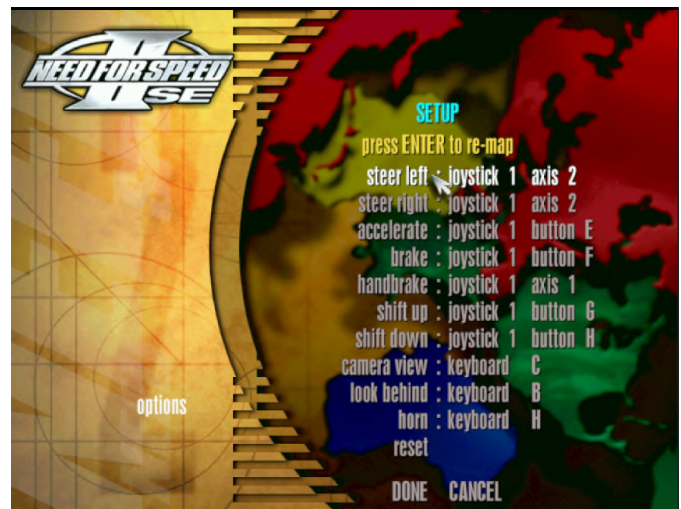 NEED FOR SPEED
II
SE
SETUP
press ENTER to re-map
steer left : joystick 1 axis 2
steer right : joystick 1 axis 2
accelerate : joystick 1 button E
brake : joystick 1 button F
handbrake : joystick 1 axis 1
shift up : joystick 1 button G
shift down : joystick 1 button H
camera view : keyboard C
look behind : keyboard B
horn : keyboard H
reset
options
DONE CANCEL